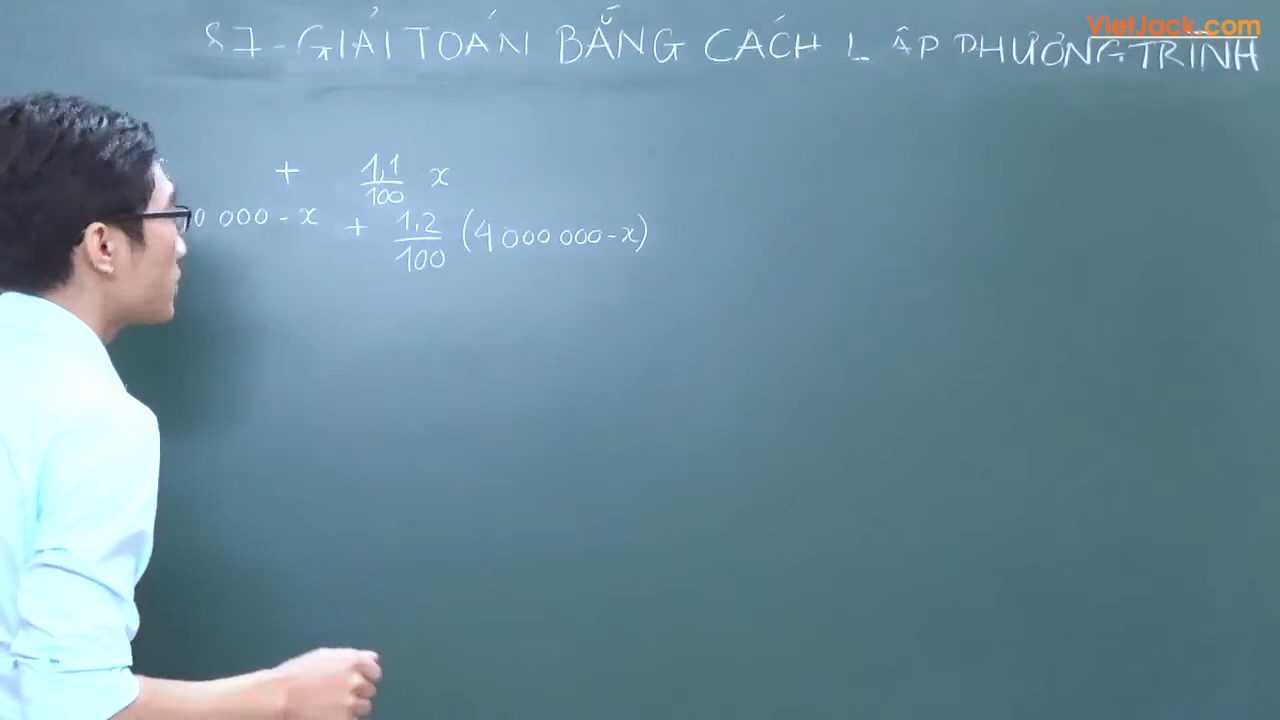 VietJack.com
§7 - GIẢI TOÁN BẰNG CÁCH LẬP PHƯƠNG TRÌNH
+ 1,1/100 x
0 000 - x + 1,2/100 (4 000 000 - x)